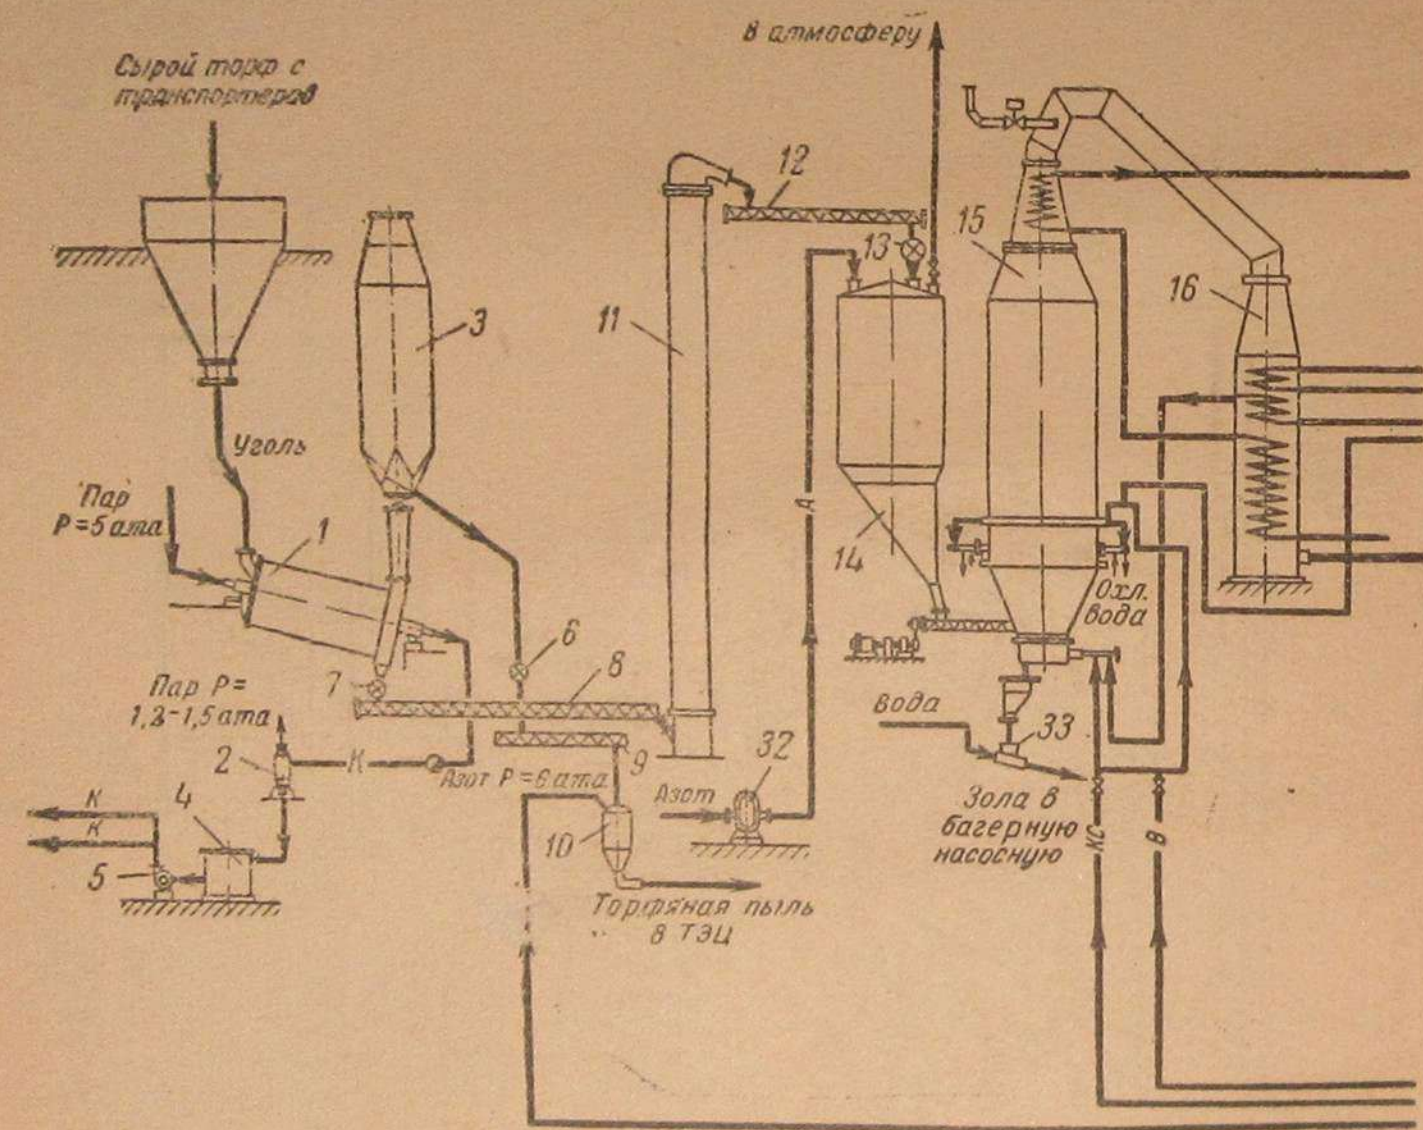 В атмосферу
Сырой торф с
транспортеров
12
13
15
3
11
16
Уголь
Пар
Р=5 ата
1
А
14
Охл.
вода
6
7
8
Пар Р=
1,2-1,5 ата
вода
33
2
К
9
32
Азот Р=6 ата
Азот
К
4
Зола в
багерную
насосную
К
10
КС
В
5
Торфяная пыль
в ТЭЦ